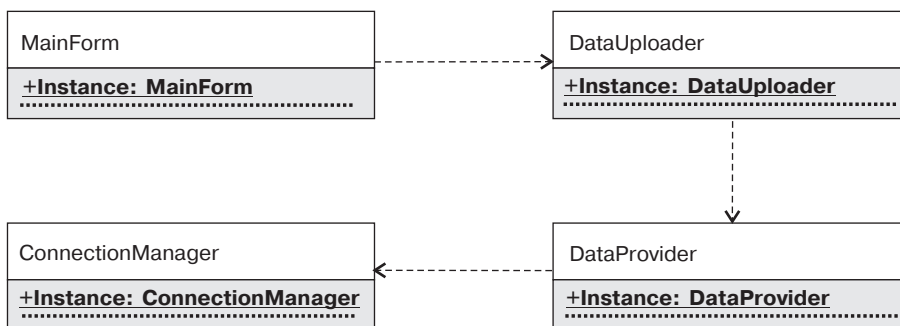 MainForm
+Instance: MainForm
DataUploader
+Instance: DataUploader
ConnectionManager
+Instance: ConnectionManager
DataProvider
+Instance: DataProvider